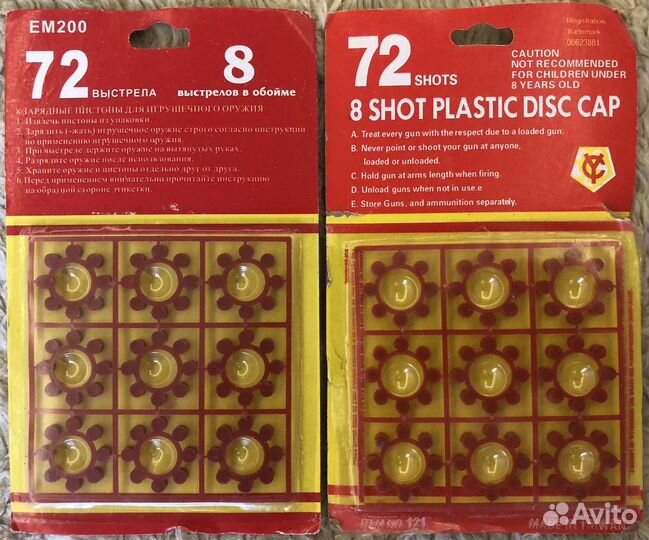 EM200
72 ВЫСТРЕЛА
8
выстрелов в обойме
8 ЗАРЯДНЫЕ ПИСТОНЫ ДЛЯ ИГРУШЕЧНОГО ОРУЖИЯ
1. Извлечь пистоны из упаковки.
2. Зарядить (-жать) игрушечное оружие строго согласно инструкции
по применению игрушечного оружия.
3. При выстреле держите оружие на вытянутых руках.
4. Разрядите оружие после использования.
5. Храните оружие и пистоны отдельно друг от друга.
6. Перед применением внимательно прочитайте инструкцию
на обратной стороне этикетки.
Registration
Trademark
00623881
72 SHOTS
CAUTION
NOT RECOMMENDED
FOR CHILDREN UNDER
8 YEARS OLD
8 SHOT PLASTIC DISC CAP
A. Treat every gun with the respect due to a loaded gun.
B. Never point or shoot your gun at anyone,
loaded or unloaded.
C. Hold gun at arms length when firing.
D. Unload guns when not in use.e
E. Store Guns, and ammunition separately.
YC
ITEM NO 121
MADE IN TAIWAN
Avito